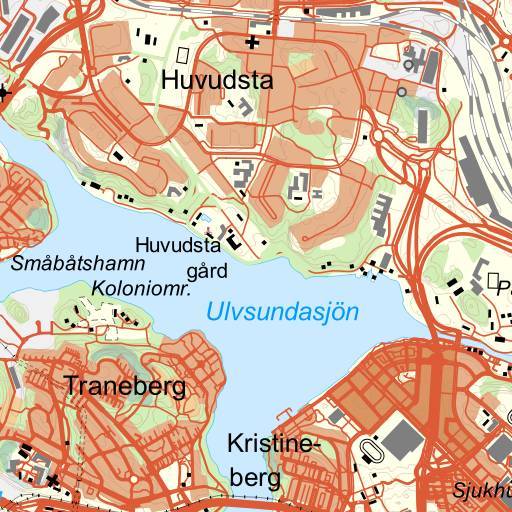 Huvudsta
Huvudsta
gård
Småbåtshamn
Koloniomr.
Ulvsundasjön
Traneberg
Kristine-
berg